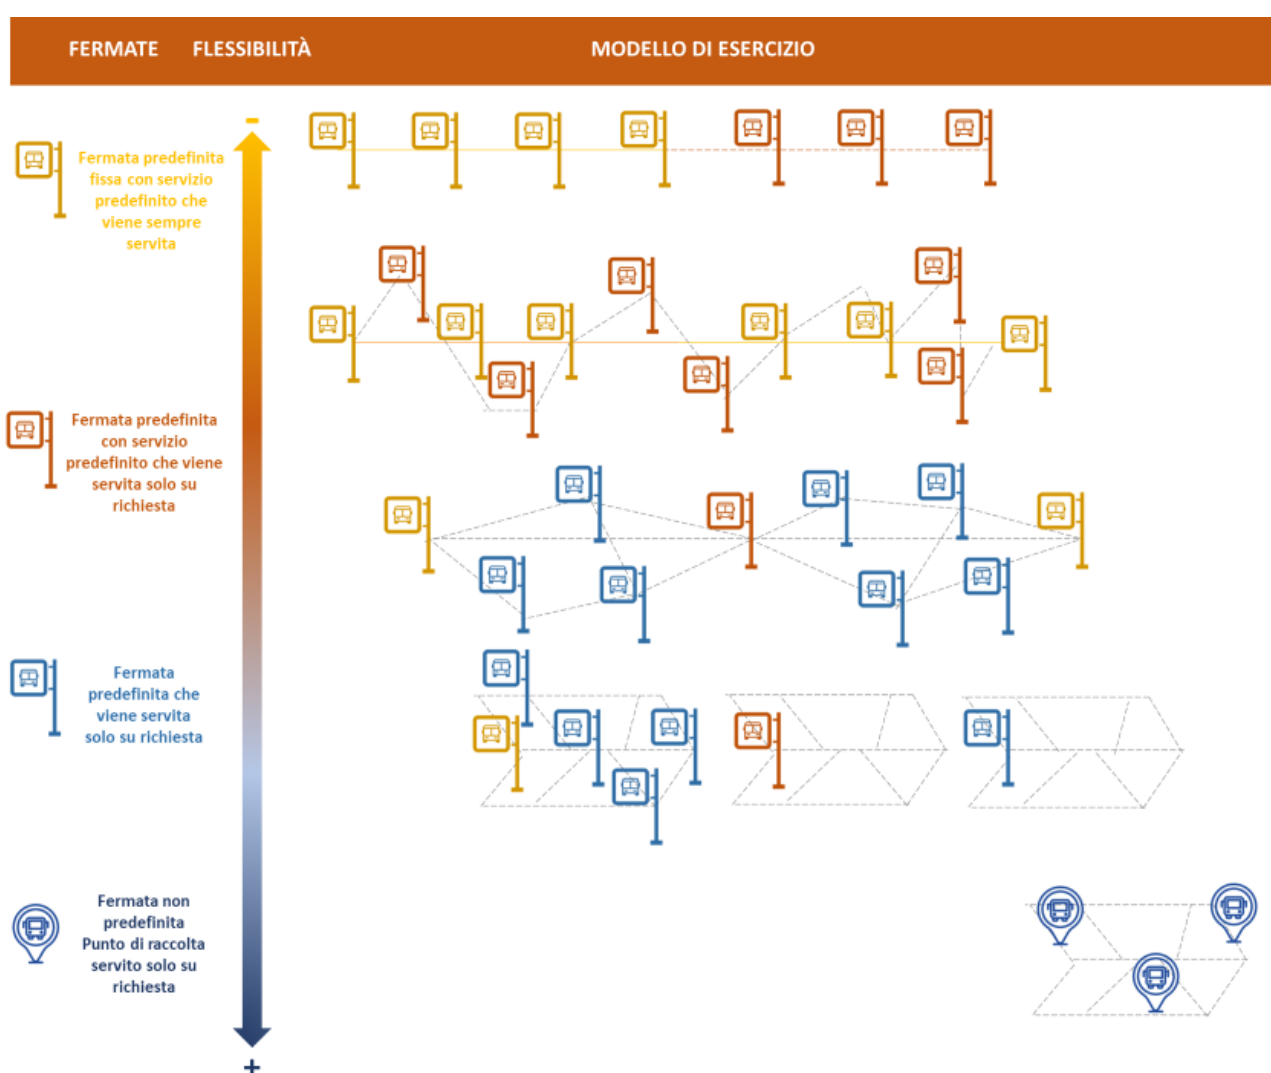 FERMATE FLESSIBILITÀ MODELLO DI ESERCIZIO
-
Fermata predefinita
fissa con servizio
predefinito che
viene sempre
servita
Fermata predefinita
con servizio
predefinito che viene
servita solo su
richiesta
Fermata
predefinita che
viene servita
solo su richiesta
Fermata non
predefinita
Punto di raccolta
servito solo su
richiesta
+